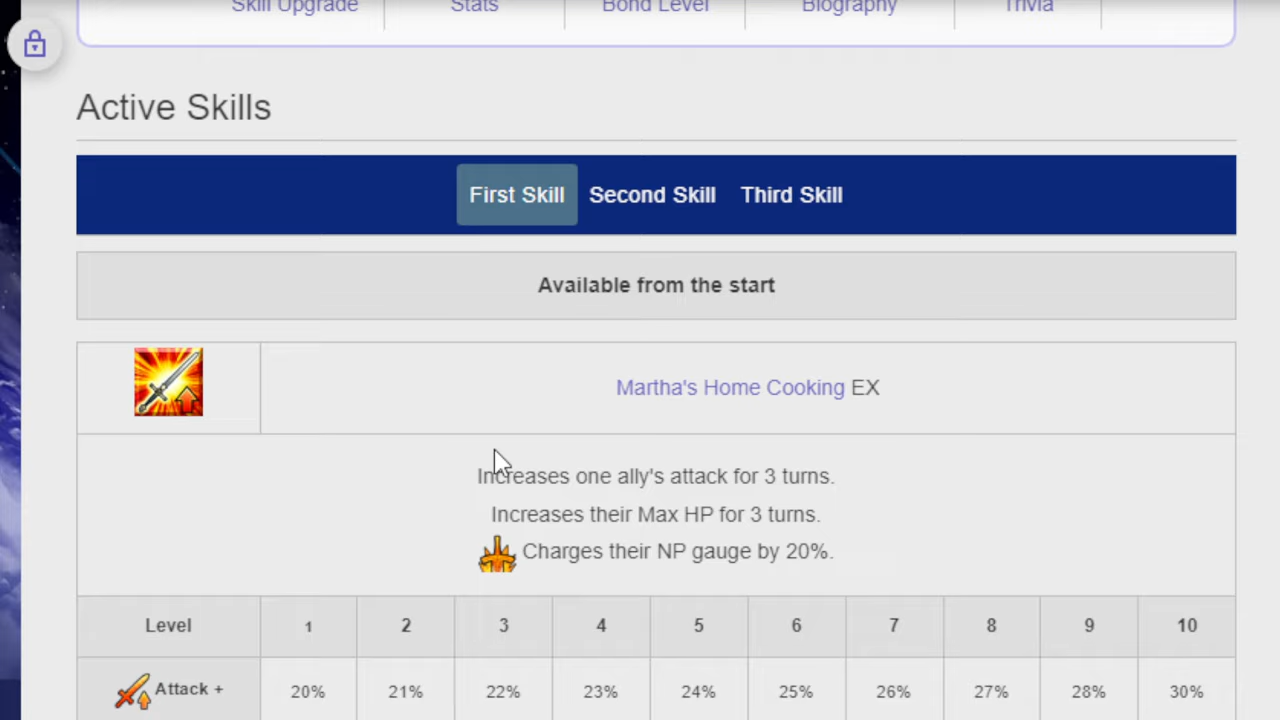 Skill Upgrade Stats Bond Level Biography Trivia
Active Skills
First Skill Second Skill Third Skill
Available from the start
Martha's Home Cooking EX
Increases one ally's attack for 3 turns.
Increases their Max HP for 3 turns.
Charges their NP gauge by 20%.
Level 1 2 3 4 5 6 7 8 9 10
Attack + 20% 21% 22% 23% 24% 25% 26% 27% 28% 30%